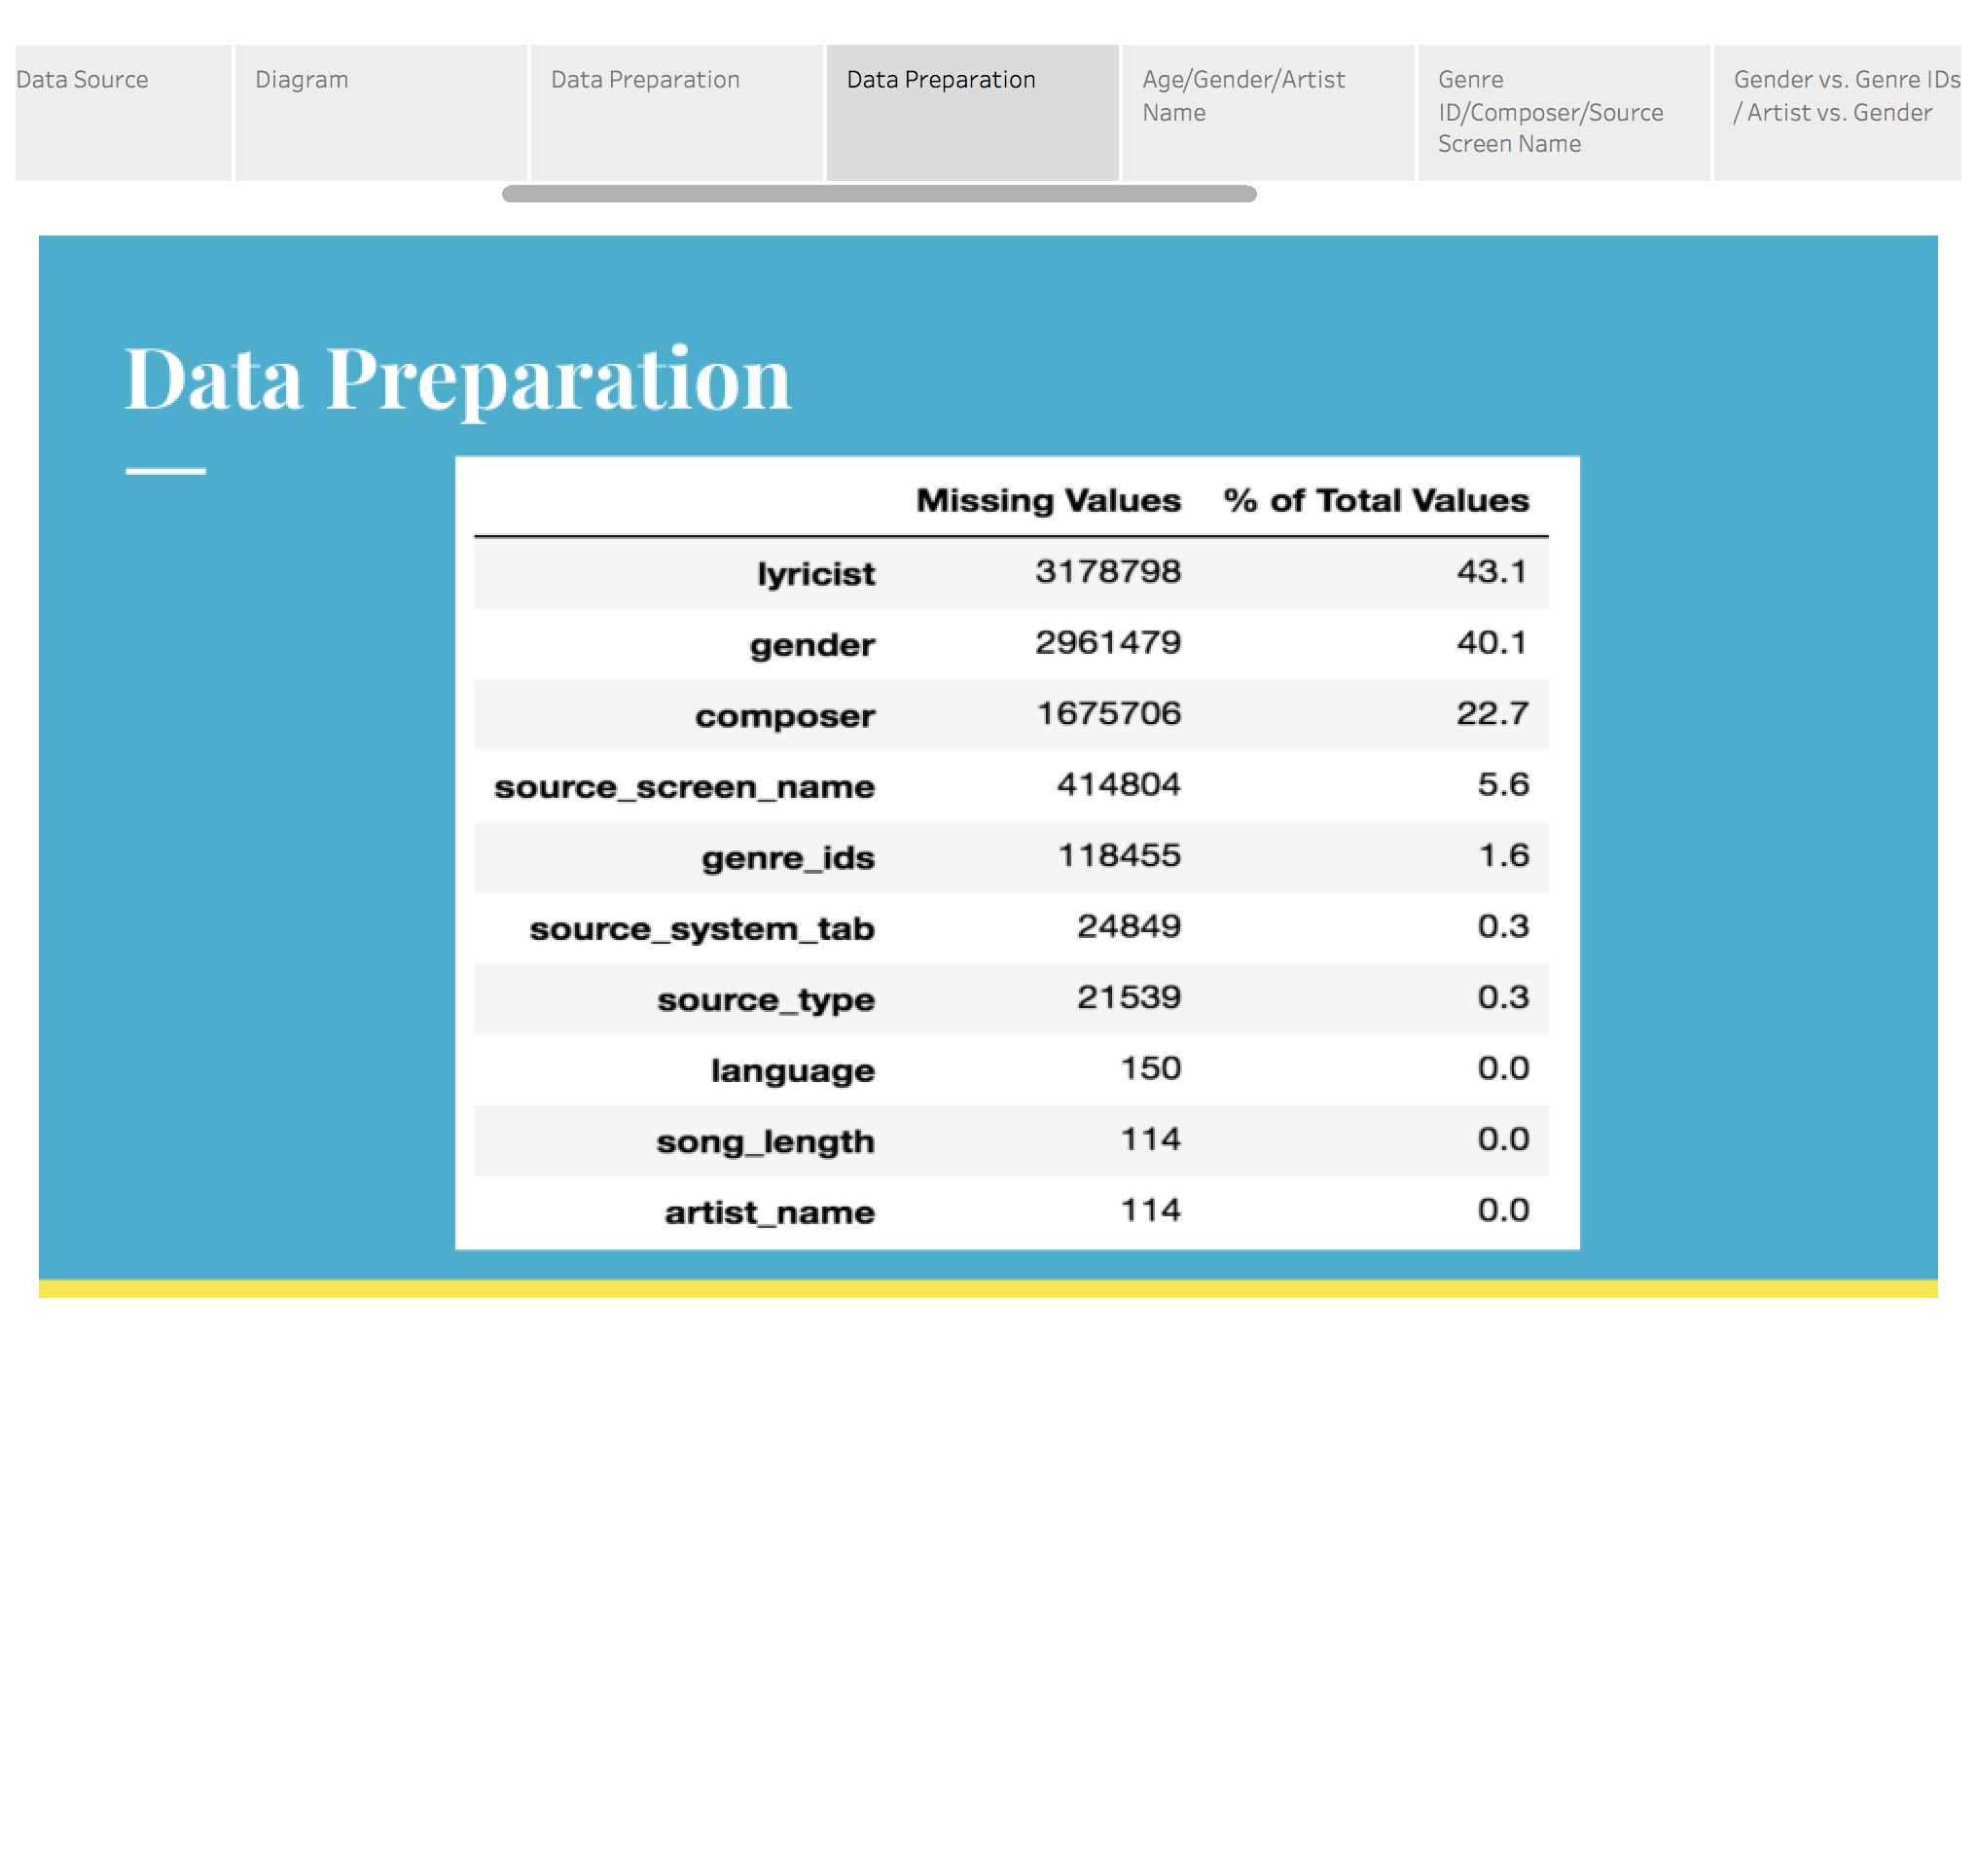 Data Source
Diagram
Data Preparation
Data Preparation
Age/Gender/Artist
Name
Genre
ID/Composer/Source
Screen Name
Gender vs. Genre IDs
/ Artist vs. Gender
Data Preparation
Missing Values % of Total Values
lyricist 3178798 43.1
gender 2961479 40.1
composer 1675706 22.7
source_screen_name 414804 5.6
genre_ids 118455 1.6
source_system_tab 24849 0.3
source_type 21539 0.3
language 150 0.0
song_length 114 0.0
artist_name 114 0.0